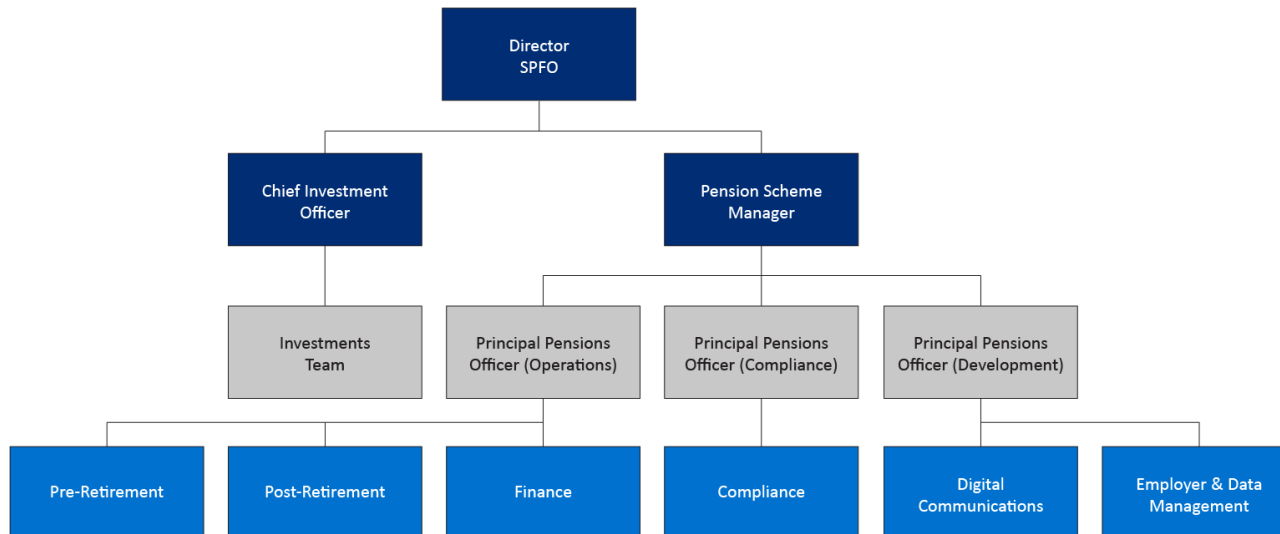 Director
SPFO
Chief Investment
Officer
Pension Scheme
Manager
Investments
Team
Principal Pensions
Officer (Operations)
Principal Pensions
Officer (Compliance)
Principal Pensions
Officer (Development)
Pre-Retirement
Post-Retirement
Finance
Compliance
Digital
Communications
Employer & Data
Management